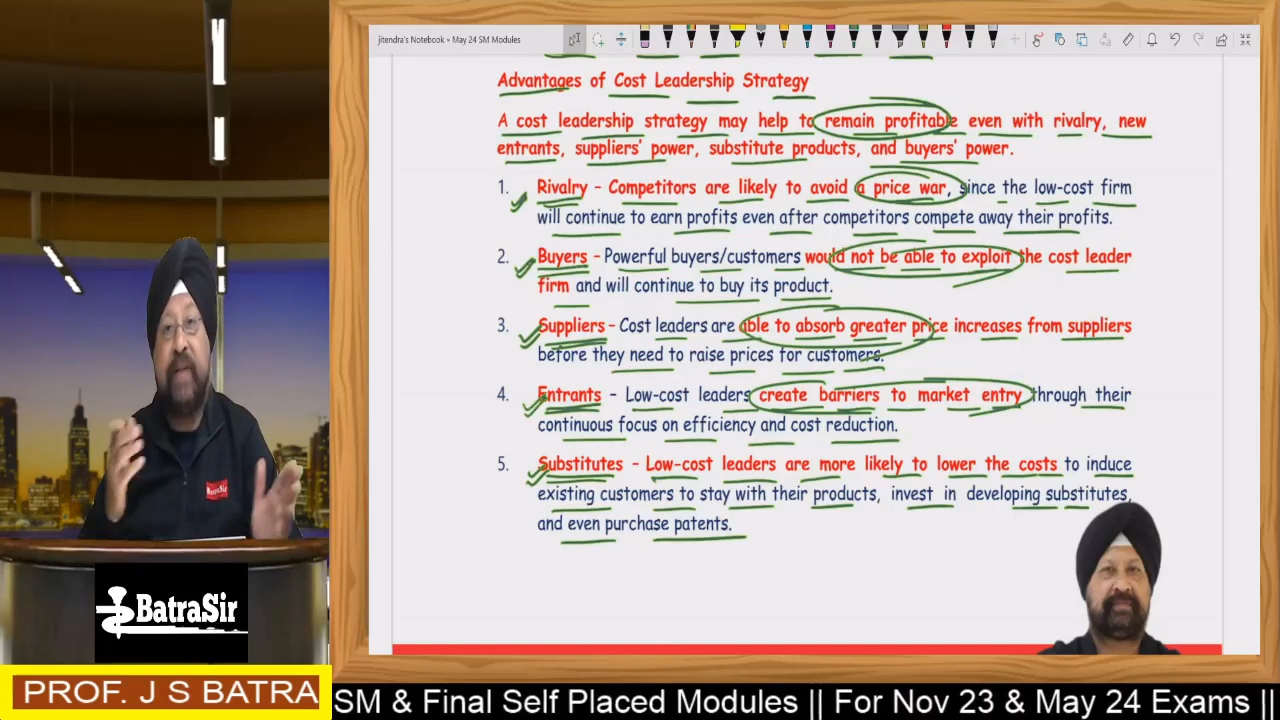 jitendra's Notebook » May 24 SM Modules
Advantages of Cost Leadership Strategy
A cost leadership strategy may help to remain profitable even with rivalry, new
entrants, suppliers' power, substitute products, and buyers' power.
1. Rivalry – Competitors are likely to avoid a price war, since the low-cost firm
will continue to earn profits even after competitors compete away their profits.
2. Buyers – Powerful buyers/customers would not be able to exploit the cost leader
firm and will continue to buy its product.
3. Suppliers – Cost leaders are able to absorb greater price increases from suppliers
before they need to raise prices for customers.
4. Entrants – Low-cost leaders create barriers to market entry through their
continuous focus on efficiency and cost reduction.
5. Substitutes – Low-cost leaders are more likely to lower the costs to induce
existing customers to stay with their products, invest in developing substitutes,
and even purchase patents.
BatraSir
BatraSir
PROF. J S BATRA
SM & Final Self Placed Modules || For Nov 23 & May 24 Exams ||